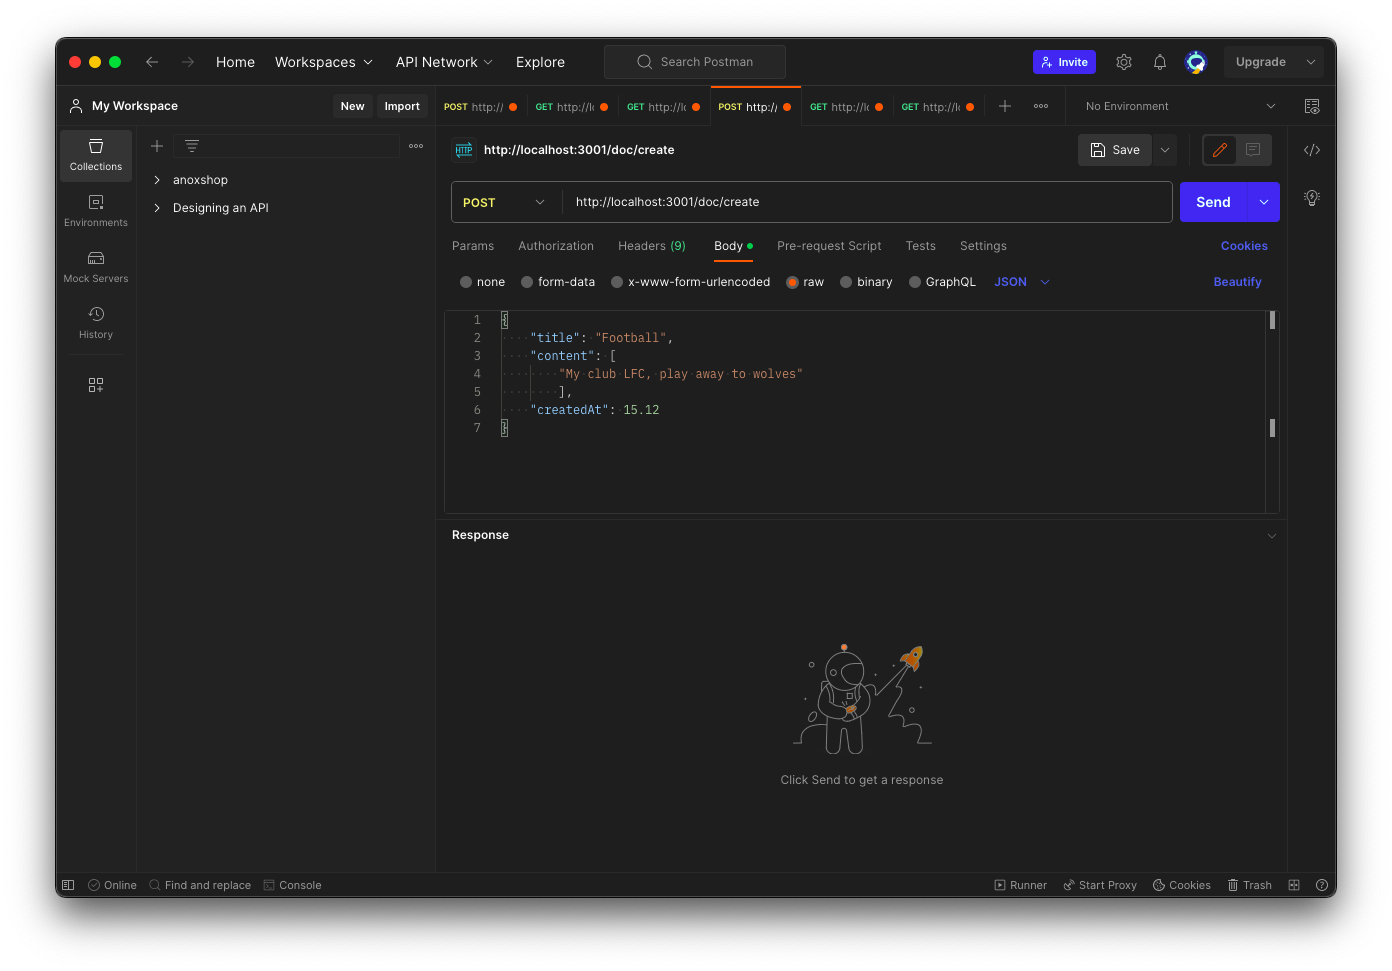 Home Workspaces API Network Explore Search Postman Invite Upgrade
My Workspace New Import POST http:// GET http://lo GET http://lo POST http:// GET http://lo GET http://lo No Environment
Collections
Environments
Mock Servers
History
anoxshop
Designing an API
HTTP http://localhost:3001/doc/create Save
POST http://localhost:3001/doc/create Send
Params Authorization Headers (9) Body Pre-request Script Tests Settings Cookies
none form-data x-www-form-urlencoded raw binary GraphQL JSON Beautify
1 {
2 "title": "Football",
3 "content": [
4 "My club LFC, play away to wolves"
5 ],
6 "createdAt": 15.12
7 }
Response
Click Send to get a response
Online Find and replace Console Runner Start Proxy Cookies Trash